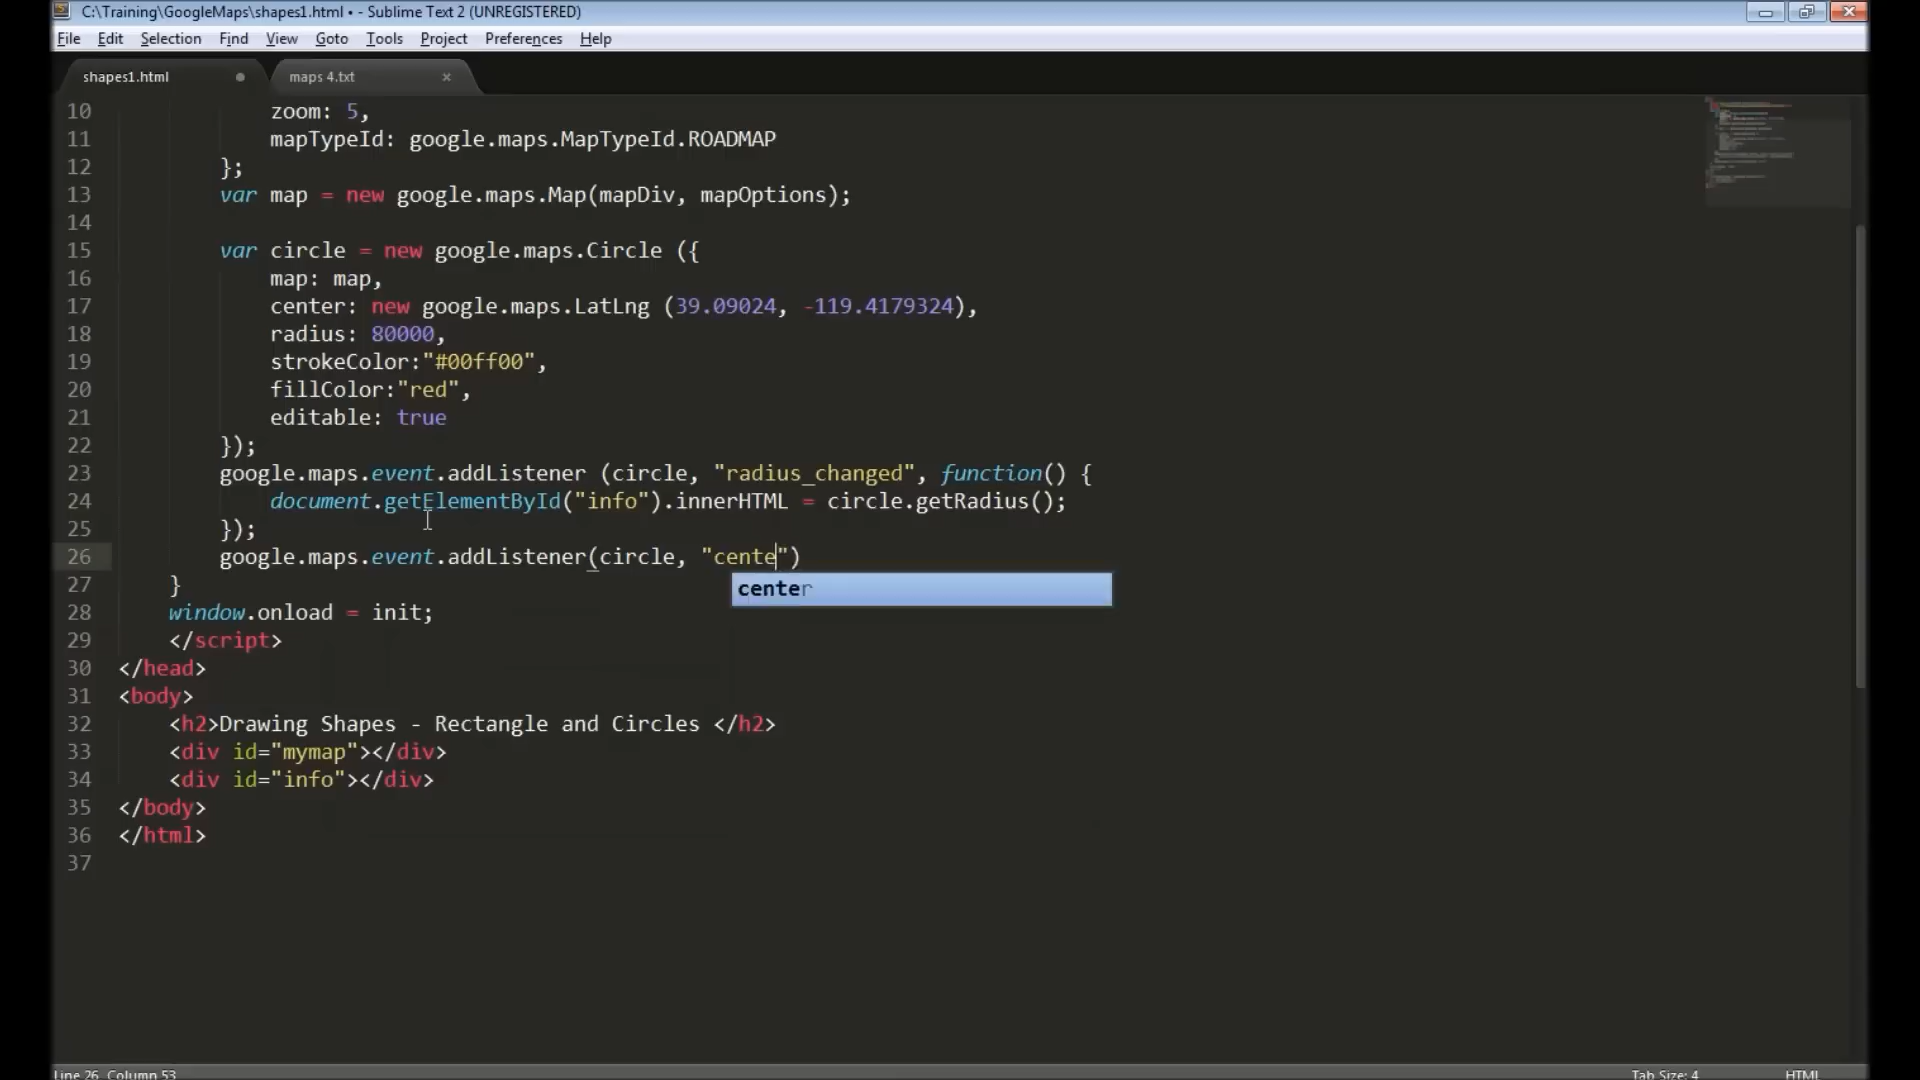 C:\Training\GoogleMaps\shapes1.html • - Sublime Text 2 (UNREGISTERED)
File Edit Selection Find View Goto Tools Project Preferences Help
shapes1.html maps 4.txt
10 zoom: 5,
11 mapTypeId: google.maps.MapTypeId.ROADMAP
12 };
13 var map = new google.maps.Map(mapDiv, mapOptions);
14
15 var circle = new google.maps.Circle ({
16 map: map,
17 center: new google.maps.LatLng (39.09024, -119.4179324),
18 radius: 80000,
19 strokeColor:"#00ff00",
20 fillColor:"red",
21 editable: true
22 });
23 google.maps.event.addListener (circle, "radius_changed", function() {
24 document.getElementById("info").innerHTML = circle.getRadius();
25 });
26 google.maps.event.addListener(circle, "cente")
center
27 }
28 window.onload = init;
29 </script>
30 </head>
31 <body>
32 <h2>Drawing Shapes - Rectangle and Circles </h2>
33 <div id="mymap"></div>
34 <div id="info"></div>
35 </body>
36 </html>
37
Line 26, Column 53 Tab Size: 4 HTML